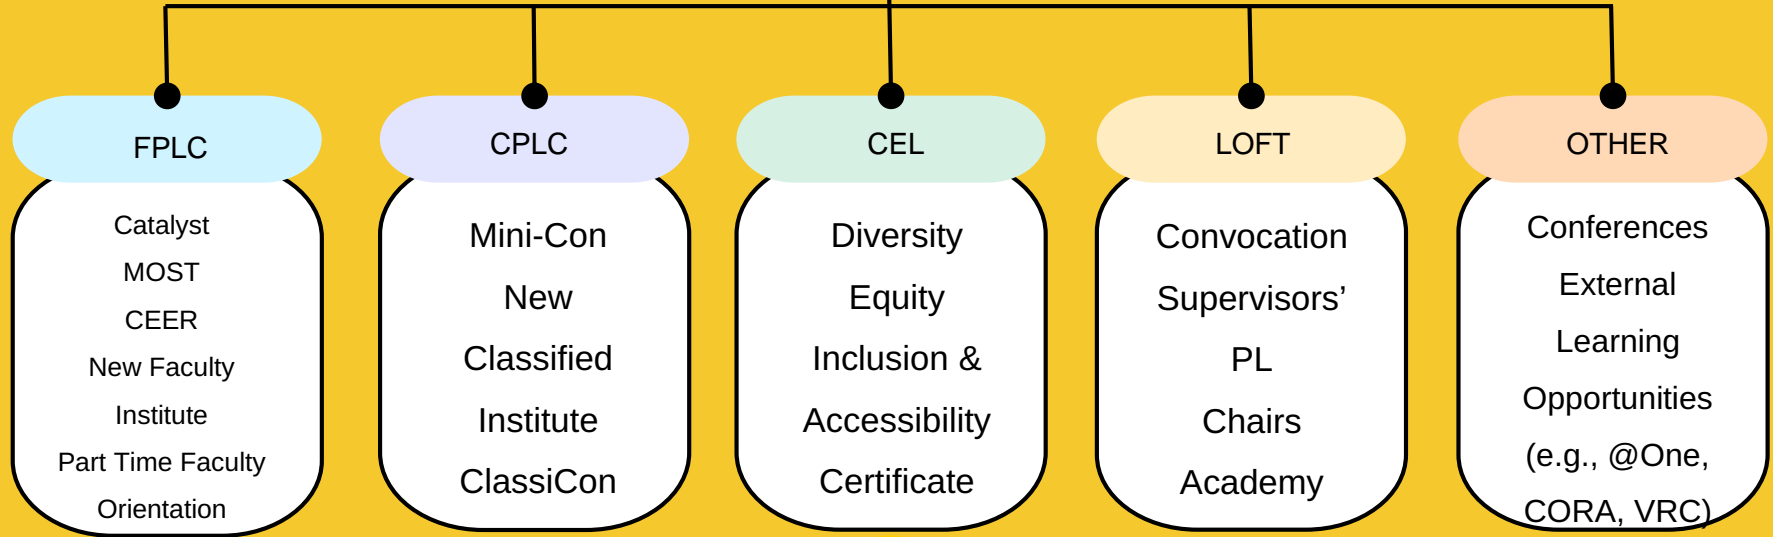 FPLC
Catalyst
MOST
CEER
New Faculty
Institute
Part Time Faculty
Orientation
CPLC
Mini-Con
New
Classified
Institute
ClassiCon
CEL
Diversity
Equity
Inclusion &
Accessibility
Certificate
LOFT
Convocation
Supervisors’
PL
Chairs
Academy
OTHER
Conferences
External
Learning
Opportunities
(e.g., @One,
CORA, VRC)